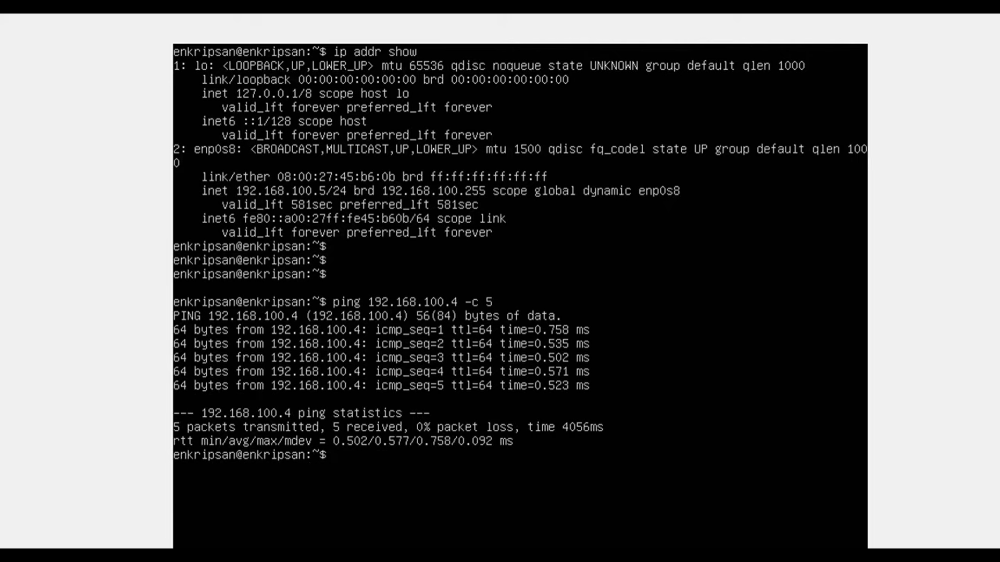 enkripsan@enkripsan:~$ ip addr show
1: lo: <LOOPBACK,UP,LOWER_UP> mtu 65536 qdisc noqueue state UNKNOWN group default qlen 1000
link/loopback 00:00:00:00:00:00 brd 00:00:00:00:00:00
inet 127.0.0.1/8 scope host lo
valid_lft forever preferred_lft forever
inet6 ::1/128 scope host
valid_lft forever preferred_lft forever
2: enp0s8: <BROADCAST,MULTICAST,UP,LOWER_UP> mtu 1500 qdisc fq_codel state UP group default qlen 100
0
link/ether 08:00:27:45:b6:0b brd ff:ff:ff:ff:ff:ff
inet 192.168.100.5/24 brd 192.168.100.255 scope global dynamic enp0s8
valid_lft 581sec preferred_lft 581sec
inet6 fe80::a00:27ff:fe45:b60b/64 scope link
valid_lft forever preferred_lft forever
enkripsan@enkripsan:~$
enkripsan@enkripsan:~$
enkripsan@enkripsan:~$
enkripsan@enkripsan:~$ ping 192.168.100.4 -c 5
PING 192.168.100.4 (192.168.100.4) 56(84) bytes of data.
64 bytes from 192.168.100.4: icmp_seq=1 ttl=64 time=0.758 ms
64 bytes from 192.168.100.4: icmp_seq=2 ttl=64 time=0.535 ms
64 bytes from 192.168.100.4: icmp_seq=3 ttl=64 time=0.502 ms
64 bytes from 192.168.100.4: icmp_seq=4 ttl=64 time=0.571 ms
64 bytes from 192.168.100.4: icmp_seq=5 ttl=64 time=0.523 ms
--- 192.168.100.4 ping statistics ---
5 packets transmitted, 5 received, 0% packet loss, time 4056ms
rtt min/avg/max/mdev = 0.502/0.577/0.758/0.092 ms
enkripsan@enkripsan:~$